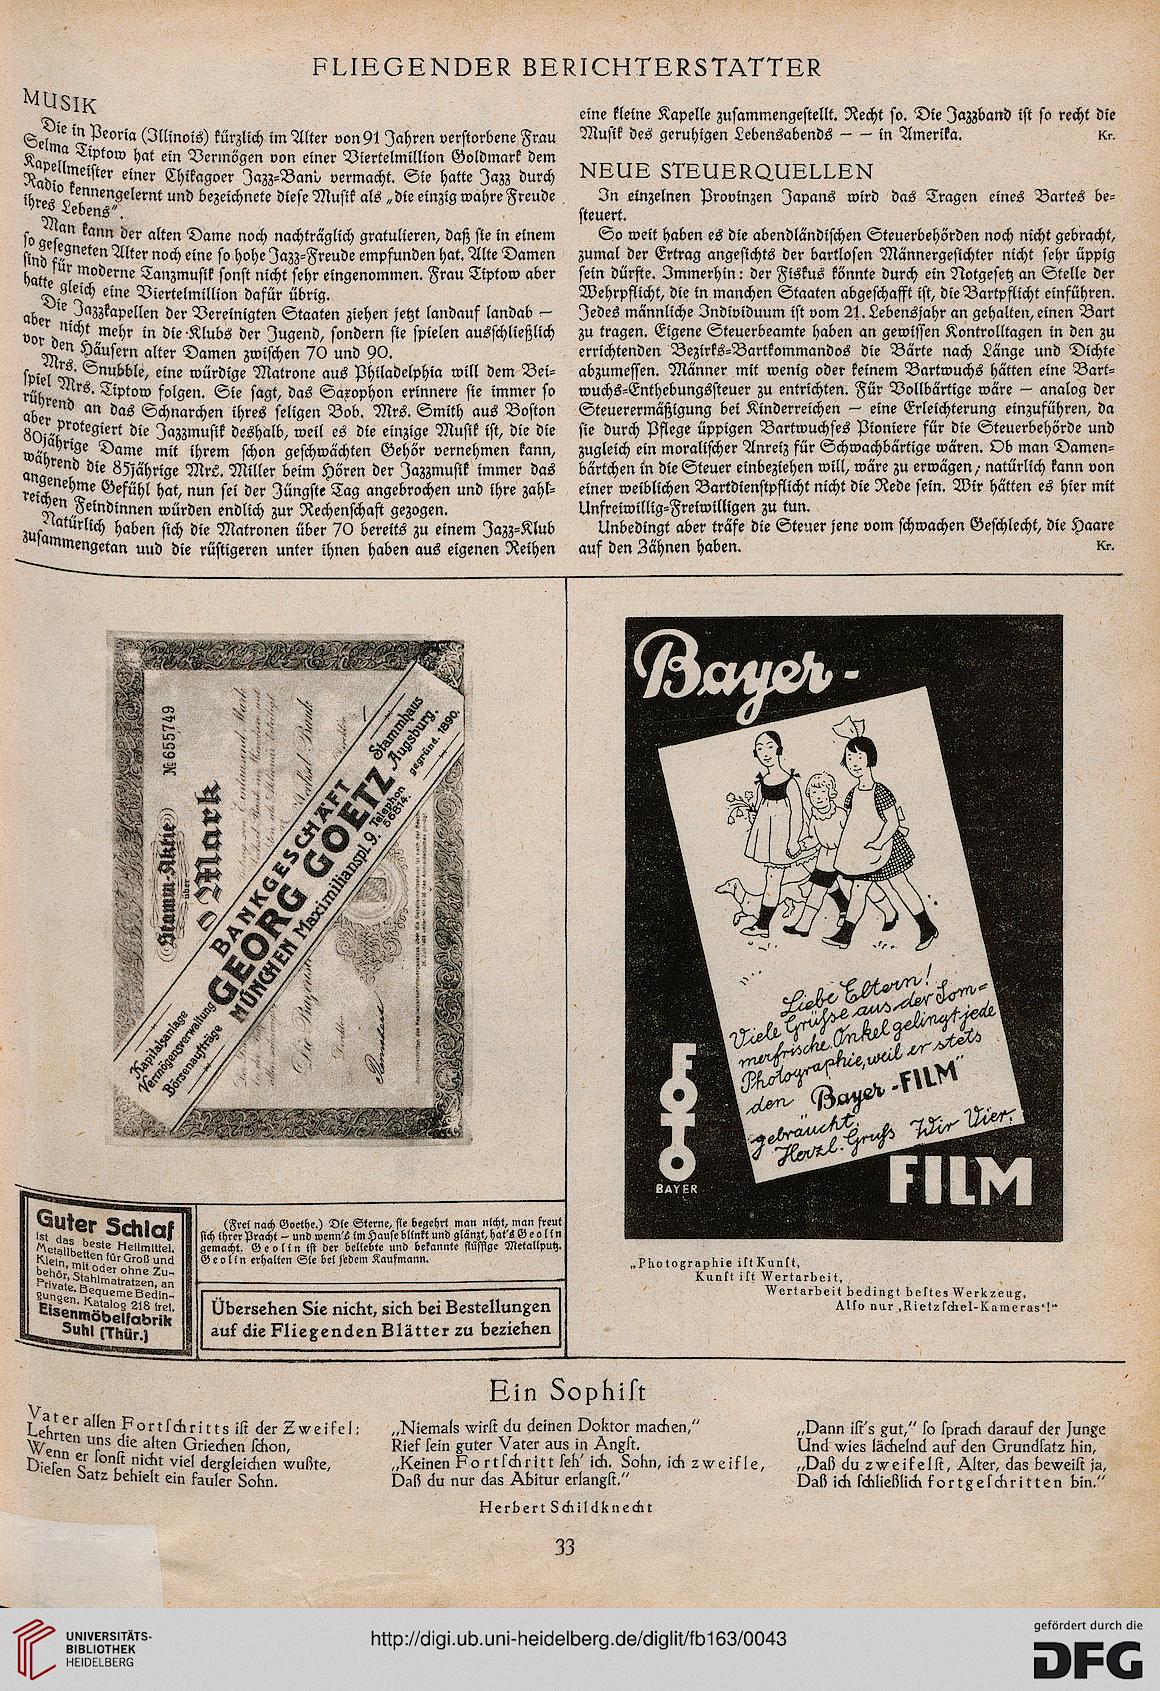 FLIEGENDER BERICHTERSTATTER
MUSIK
Die in Peoria (Illinois) kürzlich im Alter von 91 Jahren verstorbene Frau
Selma Tiptow hat ein Vermögen von einer Viertelmillion Goldmark dem
Kapellmeister einer Chikagoer Jazz-Band vermacht. Sie hatte Jazz durch
Radio kennengelernt und bezeichnete diese Musik als „die einzig wahre Freude
ihres Lebens“.
Man kann der alten Dame noch nachträglich gratulieren, daß sie in einem
so gesegneten Alter noch eine so hohe Jazz-Freude empfunden hat. Alte Damen
sind für moderne Tanzmusik sonst nicht sehr eingenommen. Frau Tiptow aber
hatte gleich eine Viertelmillion dafür übrig.
Die Jazzkapellen der Vereinigten Staaten ziehen jetzt landauf landab —
aber nicht mehr in die Klubs der Jugend, sondern sie spielen ausschließlich
vor den Häusern alter Damen zwischen 70 und 90.
Mrs. Snubble, eine würdige Matrone aus Philadelphia will dem Bei-
spiel Mrs. Tiptow folgen. Sie sagt, das Saxophon erinnere sie immer so
rührend an das Schnarchen ihres seligen Bob. Mrs. Smith aus Boston
aber protegiert die Jazzmusik deshalb, weil es die einzige Musik ist, die die
80jährige Dame mit ihrem schon geschwächten Gehör vernehmen kann,
während die 85jährige Mrs. Miller beim Hören der Jazzmusik immer das
angenehme Gefühl hat, nun sei der Jüngste Tag angebrochen und ihre zahl-
reichen Feindinnen würden endlich zur Rechenschaft gezogen.
Natürlich haben sich die Matronen über 70 bereits zu einem Jazz-Klub
zusammengetan uud die rüstigeren unter ihnen haben aus eigenen Reihen
eine kleine Kapelle zusammengestellt. Recht so. Die Jazzband ist so recht die
Musik des geruhigen Lebensabends — — in Amerika. Kr.
NEUE STEUERQUELLEN
In einzelnen Provinzen Japans wird das Tragen eines Bartes be-
steuert.
So weit haben es die abendländischen Steuerbehörden noch nicht gebracht,
zumal der Ertrag angesichts der bartlosen Männergesichter nicht sehr üppig
sein dürfte. Immerhin: der Fiskus könnte durch ein Notgesetz an Stelle der
Wehrpflicht, die in manchen Staaten abgeschafft ist, die Bartpflicht einführen.
Jedes männliche Individuum ist vom 21. Lebensjahr an gehalten, einen Bart
zu tragen. Eigene Steuerbeamte haben an gewissen Kontrolltagen in den zu
errichtenden Bezirks-Bartkommandos die Bärte nach Länge und Dichte
abzumessen. Männer mit wenig oder keinem Bartwuchs hätten eine Bart-
wuchs-Enthebungssteuer zu entrichten. Für Vollbärtige wäre — analog der
Steuerermäßigung bei Kinderreichen — eine Erleichterung einzuführen, da
sie durch Pflege üppigen Bartwuchses Pioniere für die Steuerbehörde und
zugleich ein moralischer Anreiz für Schwachbärtige wären. Ob man Damen-
bärtchen in die Steuer einbeziehen will, wäre zu erwägen; natürlich kann von
einer weiblichen Bartdienstpflicht nicht die Rede sein. Wir hätten es hier mit
Unfreiwillig-Freiwilligen zu tun.
Unbedingt aber träfe die Steuer jene vom schwachen Geschlecht, die Haare
auf den Zähnen haben. Kr.
№ 655749
Stamm-Aktie
über
Mark
Kapitalsanlage
Vermögensverwaltung
Börsenaufträge
BANKGESCHÄFT
GEORG GOETZ
MÜNCHEN Maximilianspl. 9. Telephon 56814.
Stammhaus
Augsburg.
gegründ. 1890.
Bayer-
Liebe Eltern!
Viele Grüsse aus der Som=
merfrische. Onkel gelingt jede
Photographie, weil er stets
den „Bayer-FILM“
gebraucht.
Herzl. Gruß Wir Vier.
FOTO
BAYER
FILM
„Photographie ist Kunst,
Kunst ist Wertarbeit,
Wertarbeit bedingt bestes Werkzeug,
Also nur ‚Rietzschel-Kameras‘!“
Guter Schlaf
ist das beste Heilmittel.
Metallbetten für Groß und
Klein, mit oder ohne Zu-
behör, Stahlmatratzen, an
Private. Bequeme Bedin-
gungen. Katalog 218 frei.
Eisenmöbelfabrik
Suhl (Thür.)
(Frei nach Goethe.) Die Sterne, sie begehrt man nicht, man freut
sich ihrer Pracht — und wenn's im Hause blinkt und glänzt, hat's Geolin
gemacht. Geolin ist der beliebte und bekannte flüssige Metallputz.
Geolin erhalten Sie bei jedem Kaufmann.
Übersehen Sie nicht, sich bei Bestellungen
auf die Fliegenden Blätter zu beziehen
Ein Sophist
Vater allen Fortschritts ist der Zweifel:
Lehrten uns die alten Griechen schon,
Wenn er sonst nicht viel dergleichen wußte,
Diesen Satz behielt ein fauler Sohn.
„Niemals wirst du deinen Doktor machen,“
Rief sein guter Vater aus in Angst.
„Keinen Fortschritt seh' ich, Sohn, ich zweifle,
Daß du nur das Abitur erlangst.“
„Dann ist's gut,“ so sprach darauf der Junge
Und wies lächelnd auf den Grundsatz hin,
„Daß du zweifelst, Alter, das beweist ja,
Daß ich schließlich fortgeschritten bin.“
Herbert Schildknecht
33
UNIVERSITÄTS-
BIBLIOTHEK
HEIDELBERG
http://digi.ub.uni-heidelberg.de/diglit/fb163/0043
gefördert durch die
DFG